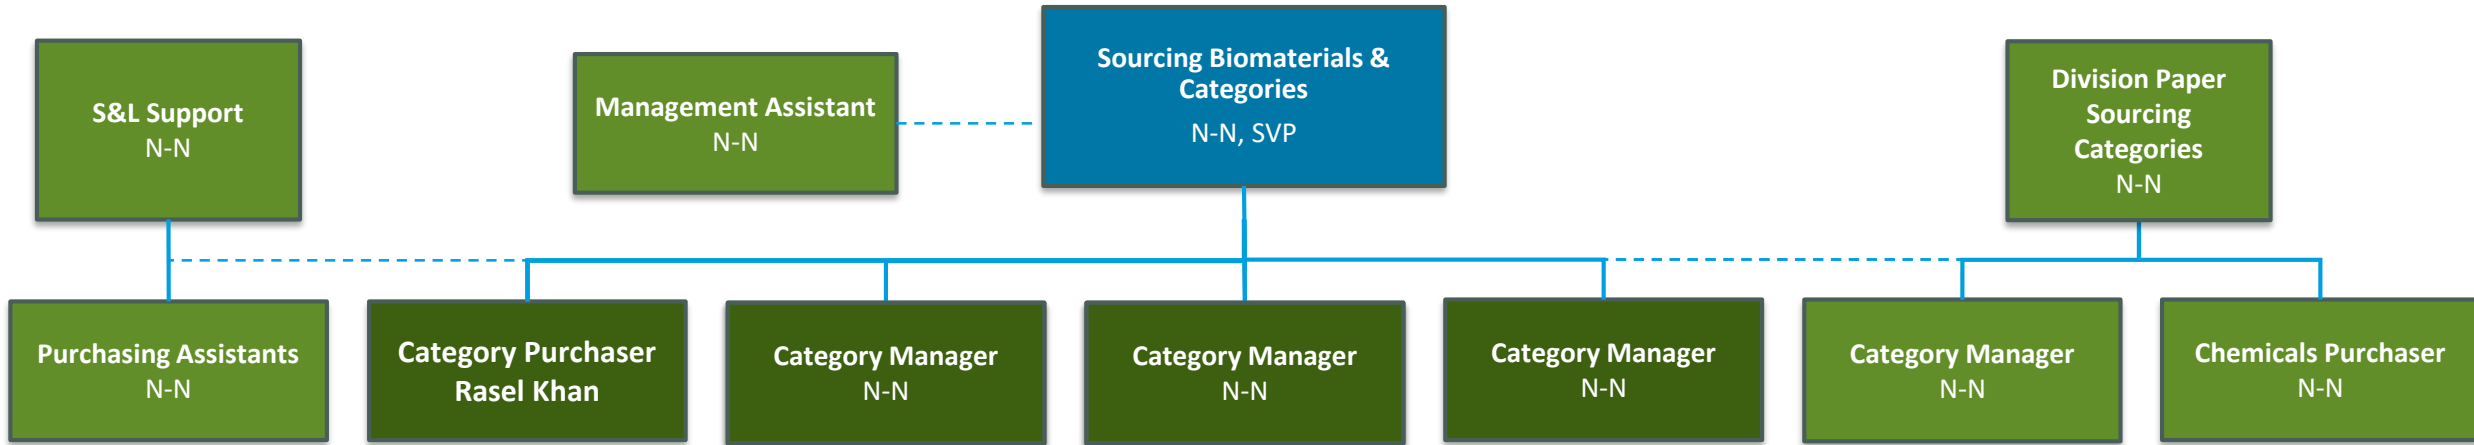 S&L Support
N-N
Management Assistant
N-N
Sourcing Biomaterials &
Categories
N-N, SVP
Division Paper
Sourcing
Categories
N-N
Purchasing Assistants
N-N
Category Purchaser
Rasel Khan
Category Manager
N-N
Category Manager
N-N
Category Manager
N-N
Category Manager
N-N
Chemicals Purchaser
N-N